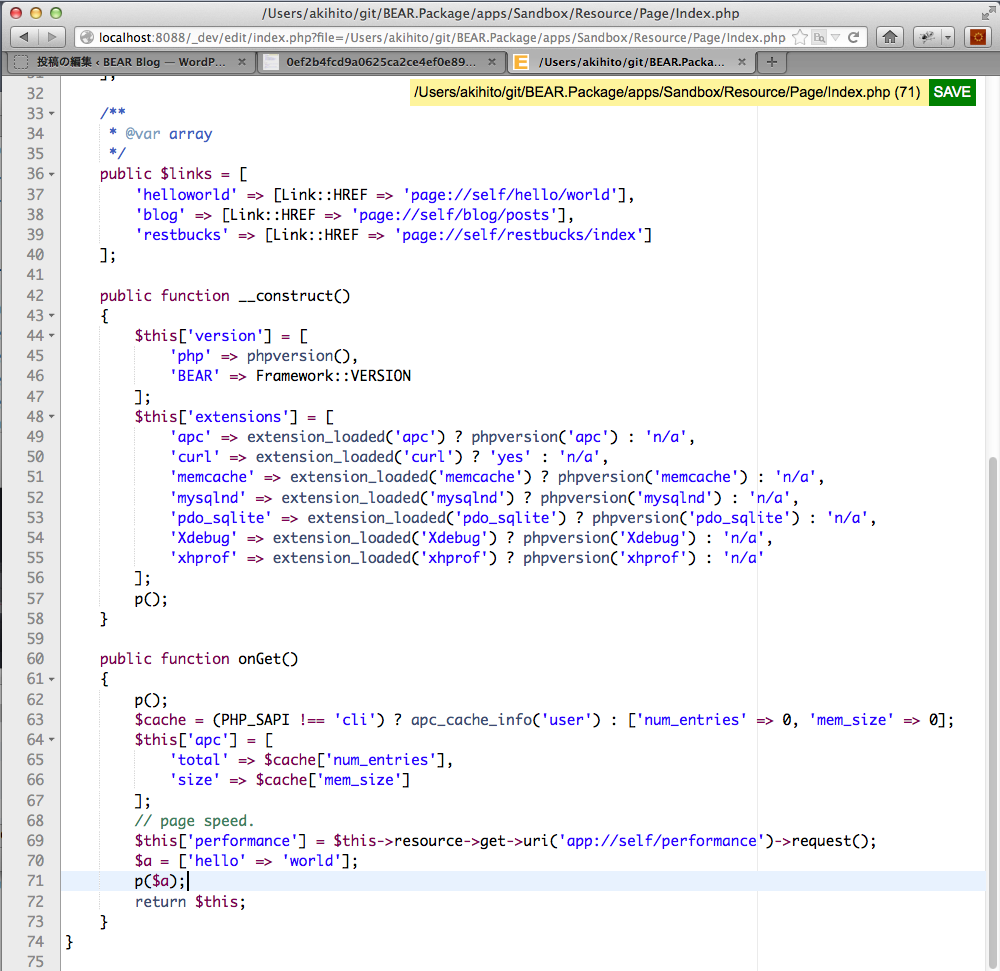 /Users/akihito/git/BEAR.Package/apps/Sandbox/Resource/Page/Index.php
localhost:8088/_dev/edit/index.php?file=/Users/akihito/git/BEAR.Package/apps/Sandbox/Resource/Page/Index.php
投稿の編集 ‹ BEAR Blog — WordP... × 0ef2b4fcd9a0625ca2ce4ef0e89... × E /Users/akihito/git/BEAR.Packa... × +
/Users/akihito/git/BEAR.Package/apps/Sandbox/Resource/Page/Index.php (71) SAVE
31 ];
32
33 /**
34 * @var array
35 */
36 public $links = [
37 'helloworld' => [Link::HREF => 'page://self/hello/world'],
38 'blog' => [Link::HREF => 'page://self/blog/posts'],
39 'restbucks' => [Link::HREF => 'page://self/restbucks/index']
40 ];
41
42 public function __construct()
43 {
44 $this['version'] = [
45 'php' => phpversion(),
46 'BEAR' => Framework::VERSION
47 ];
48 $this['extensions'] = [
49 'apc' => extension_loaded('apc') ? phpversion('apc') : 'n/a',
50 'curl' => extension_loaded('curl') ? 'yes' : 'n/a',
51 'memcache' => extension_loaded('memcache') ? phpversion('memcache') : 'n/a',
52 'mysqlnd' => extension_loaded('mysqlnd') ? phpversion('mysqlnd') : 'n/a',
53 'pdo_sqlite' => extension_loaded('pdo_sqlite') ? phpversion('pdo_sqlite') : 'n/a',
54 'Xdebug' => extension_loaded('Xdebug') ? phpversion('Xdebug') : 'n/a',
55 'xhprof' => extension_loaded('xhprof') ? phpversion('xhprof') : 'n/a'
56 ];
57 p();
58 }
59
60 public function onGet()
61 {
62 p();
63 $cache = (PHP_SAPI !== 'cli') ? apc_cache_info('user') : ['num_entries' => 0, 'mem_size' => 0];
64 $this['apc'] = [
65 'total' => $cache['num_entries'],
66 'size' => $cache['mem_size']
67 ];
68 // page speed.
69 $this['performance'] = $this->resource->get->uri('app://self/performance')->request();
70 $a = ['hello' => 'world'];
71 p($a);
72 return $this;
73 }
74 }
75